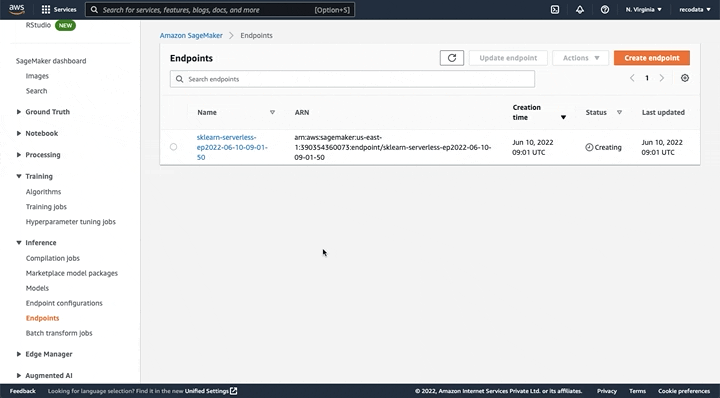 aws
Services
Search for services, features, blogs, docs, and more
[Option+S]
N. Virginia
recodata
RStudio
NEW
SageMaker dashboard
Images
Search
Ground Truth
Notebook
Processing
Training
Algorithms
Training jobs
Hyperparameter tuning jobs
Inference
Compilation jobs
Marketplace model packages
Models
Endpoint configurations
Endpoints
Batch transform jobs
Edge Manager
Augmented AI
Amazon SageMaker
Endpoints
Endpoints
Update endpoint
Actions
Create endpoint
Search endpoints
1
Name
ARN
Creation
time
Status
Last updated
sklearn-serverless-
ep2022-06-10-09-01-
50
arn:aws:sagemaker:us-east-
1:390354360073:endpoint/sklearn-serverless-ep2022-06-10-
09-01-50
Jun 10, 2022
09:01 UTC
Creating
Jun 10, 2022
09:01 UTC
Feedback
Looking for language selection? Find it in the new Unified Settings
© 2022, Amazon Internet Services Private Ltd. or its affiliates.
Privacy
Terms
Cookie preferences